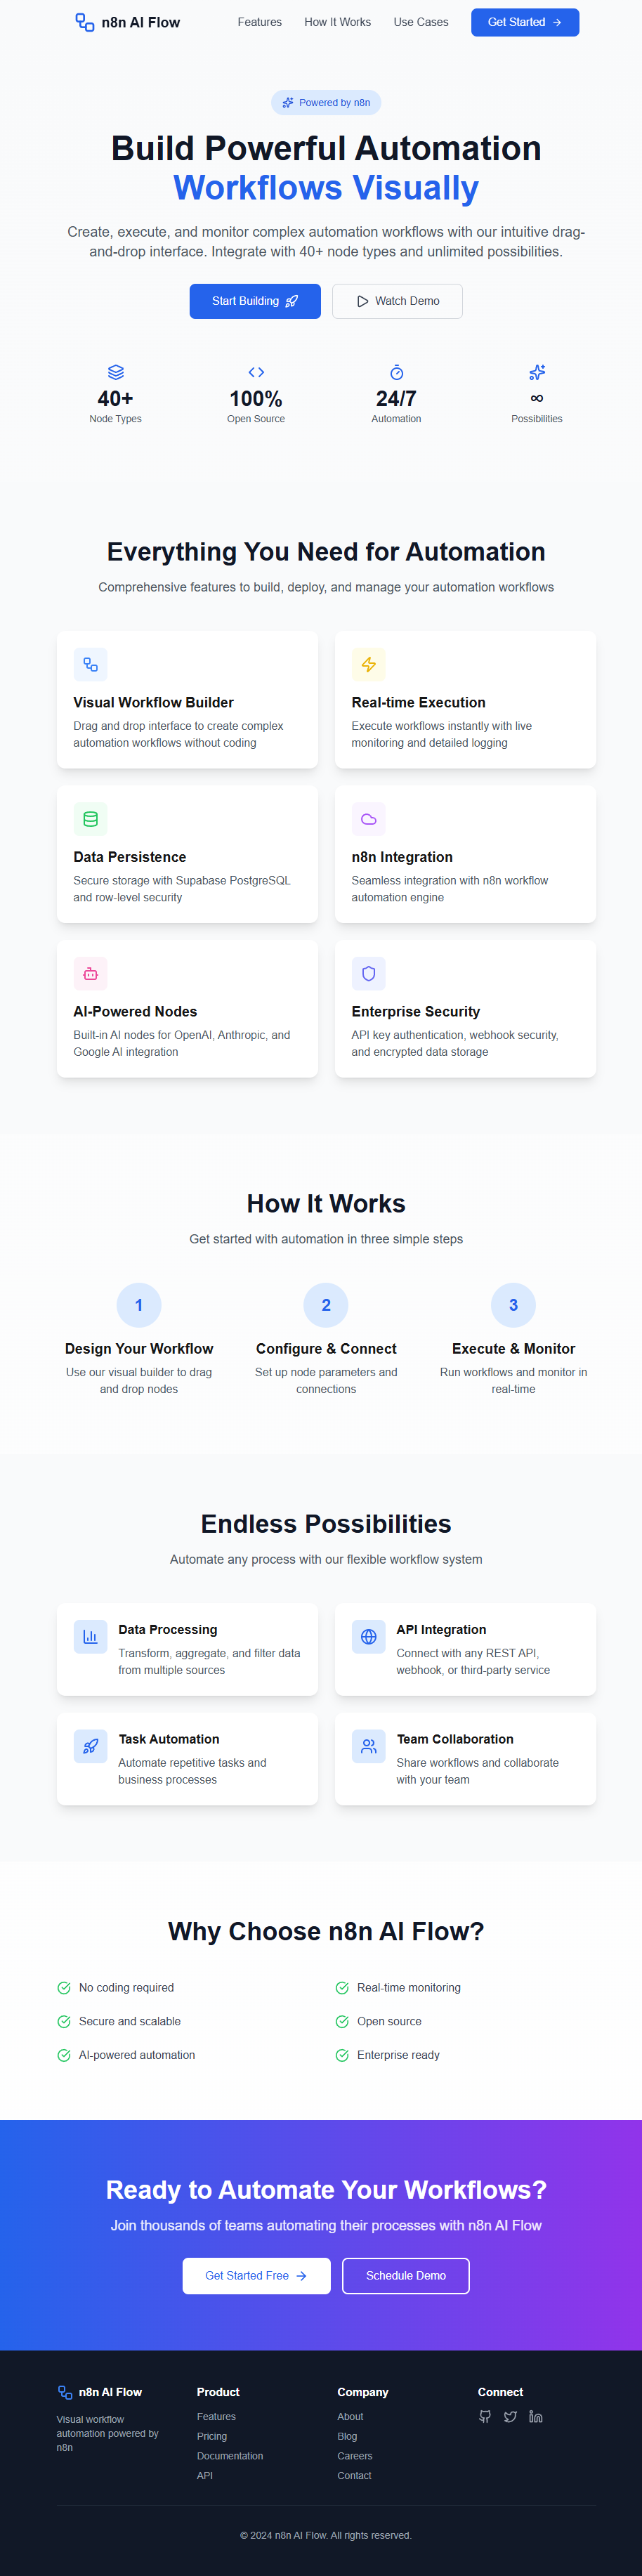 n8n AI Flow
Features
How It Works
Use Cases
Get Started
Powered by n8n
Build Powerful Automation
Workflows Visually
Create, execute, and monitor complex automation workflows with our intuitive drag-
and-drop interface. Integrate with 40+ node types and unlimited possibilities.
Start Building
Watch Demo
40+
Node Types
100%
Open Source
24/7
Automation
∞
Possibilities
Everything You Need for Automation
Comprehensive features to build, deploy, and manage your automation workflows
Visual Workflow Builder
Drag and drop interface to create complex
automation workflows without coding
Real-time Execution
Execute workflows instantly with live
monitoring and detailed logging
Data Persistence
Secure storage with Supabase PostgreSQL
and row-level security
n8n Integration
Seamless integration with n8n workflow
automation engine
AI-Powered Nodes
Built-in AI nodes for OpenAI, Anthropic, and
Google AI integration
Enterprise Security
API key authentication, webhook security,
and encrypted data storage
How It Works
Get started with automation in three simple steps
1
Design Your Workflow
Use our visual builder to drag
and drop nodes
2
Configure & Connect
Set up node parameters and
connections
3
Execute & Monitor
Run workflows and monitor in
real-time
Endless Possibilities
Automate any process with our flexible workflow system
Data Processing
Transform, aggregate, and filter data
from multiple sources
API Integration
Connect with any REST API,
webhook, or third-party service
Task Automation
Automate repetitive tasks and
business processes
Team Collaboration
Share workflows and collaborate
with your team
Why Choose n8n AI Flow?
No coding required
Real-time monitoring
Secure and scalable
Open source
AI-powered automation
Enterprise ready
Ready to Automate Your Workflows?
Join thousands of teams automating their processes with n8n AI Flow
Get Started Free
Schedule Demo
n8n AI Flow
Visual workflow
automation powered by
n8n
Product
Features
Pricing
Documentation
API
Company
About
Blog
Careers
Contact
Connect
© 2024 n8n AI Flow. All rights reserved.